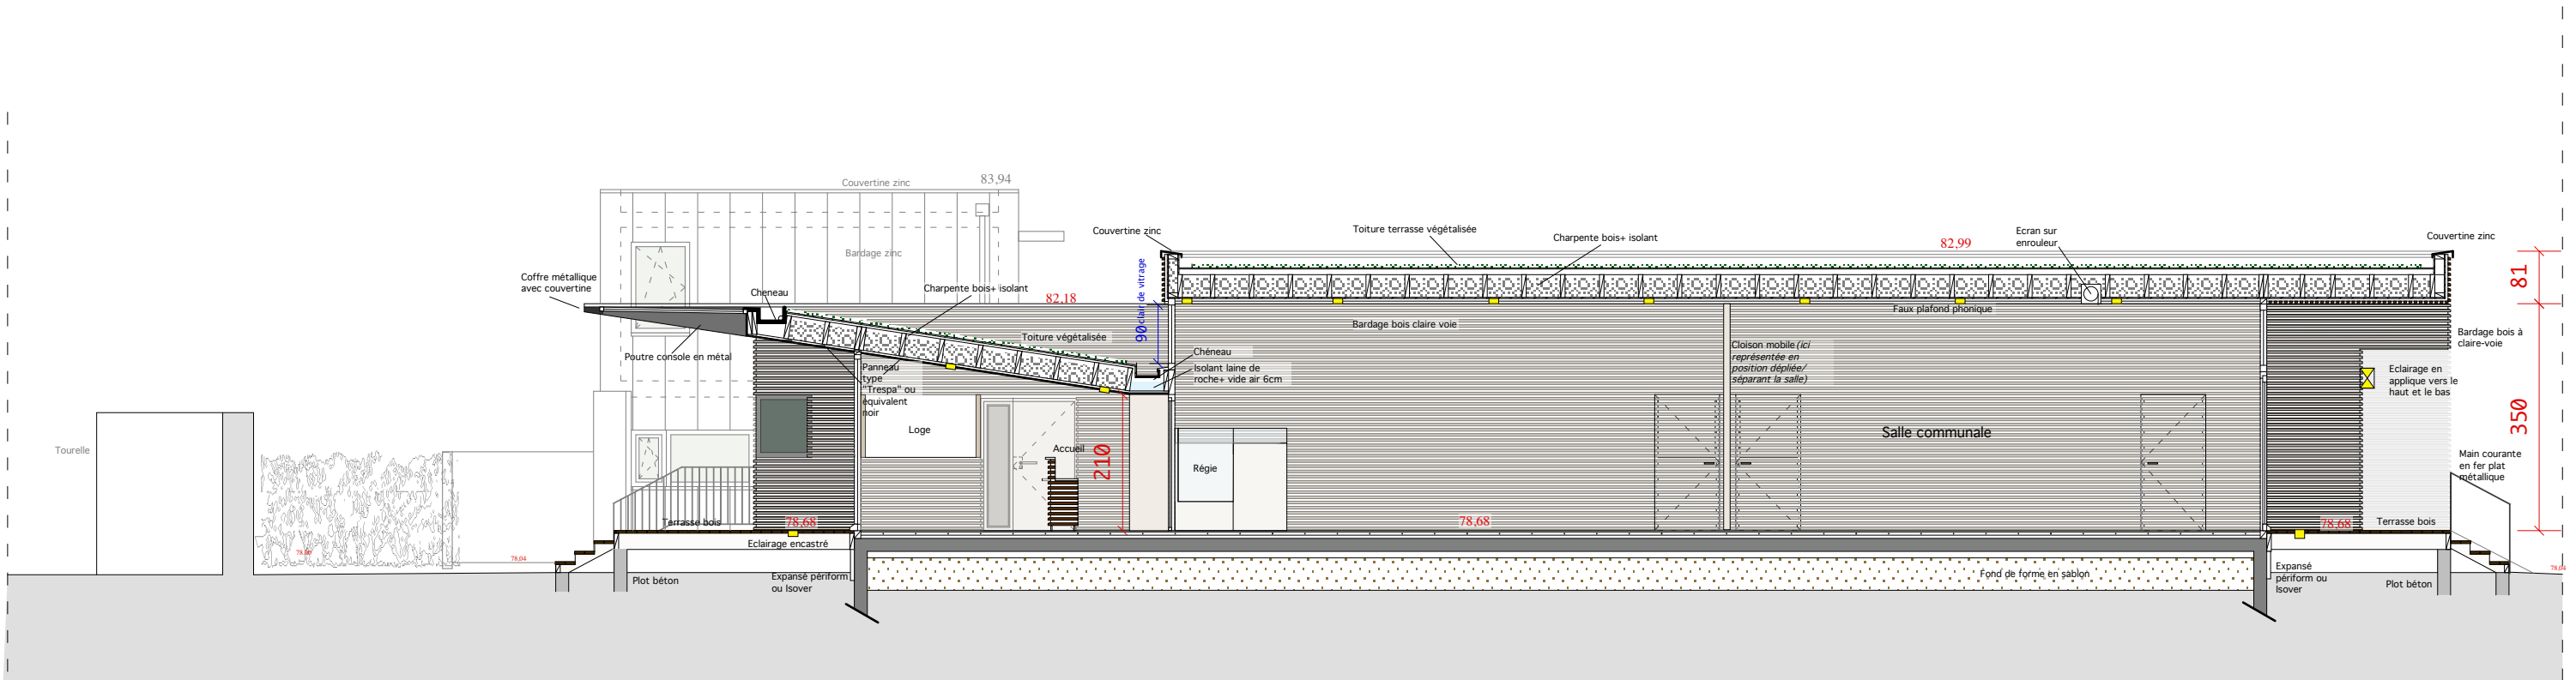 83,94
Couvertine zinc
Bardage zinc
Coffre métallique
avec couvertine
Cheneau
Charpente bois+ isolant
82,18
Toiture végétalisée
Poutre console en métal
Panneau
type
"Trespa" ou
équivalent
noir
Couvertine zinc
90 clair de vitrage
Toiture terrasse végétalisée
Charpente bois+ isolant
82,99
Ecran sur
enrouleur
Couvertine zinc
81
Faux plafond phonique
Bardage bois claire voie
Chéneau
Isolant laine de
roche+ vide air 6cm
Cloison mobile (ici
représentée en
position dépliée/
séparant la salle)
Bardage bois à
claire-voie
Eclairage en
applique vers le
haut et le bas
350
Tourelle
Loge
Accueil
210
Régie
Salle communale
Main courante
en fer plat
métallique
Terrasse bois
78,68
78,68
78,68
Terrasse bois
Eclairage encastré
78,04
78,04
Plot béton
Expansé périform
ou Isover
Fond de forme en sablon
Expansé
périform ou
Isover
Plot béton